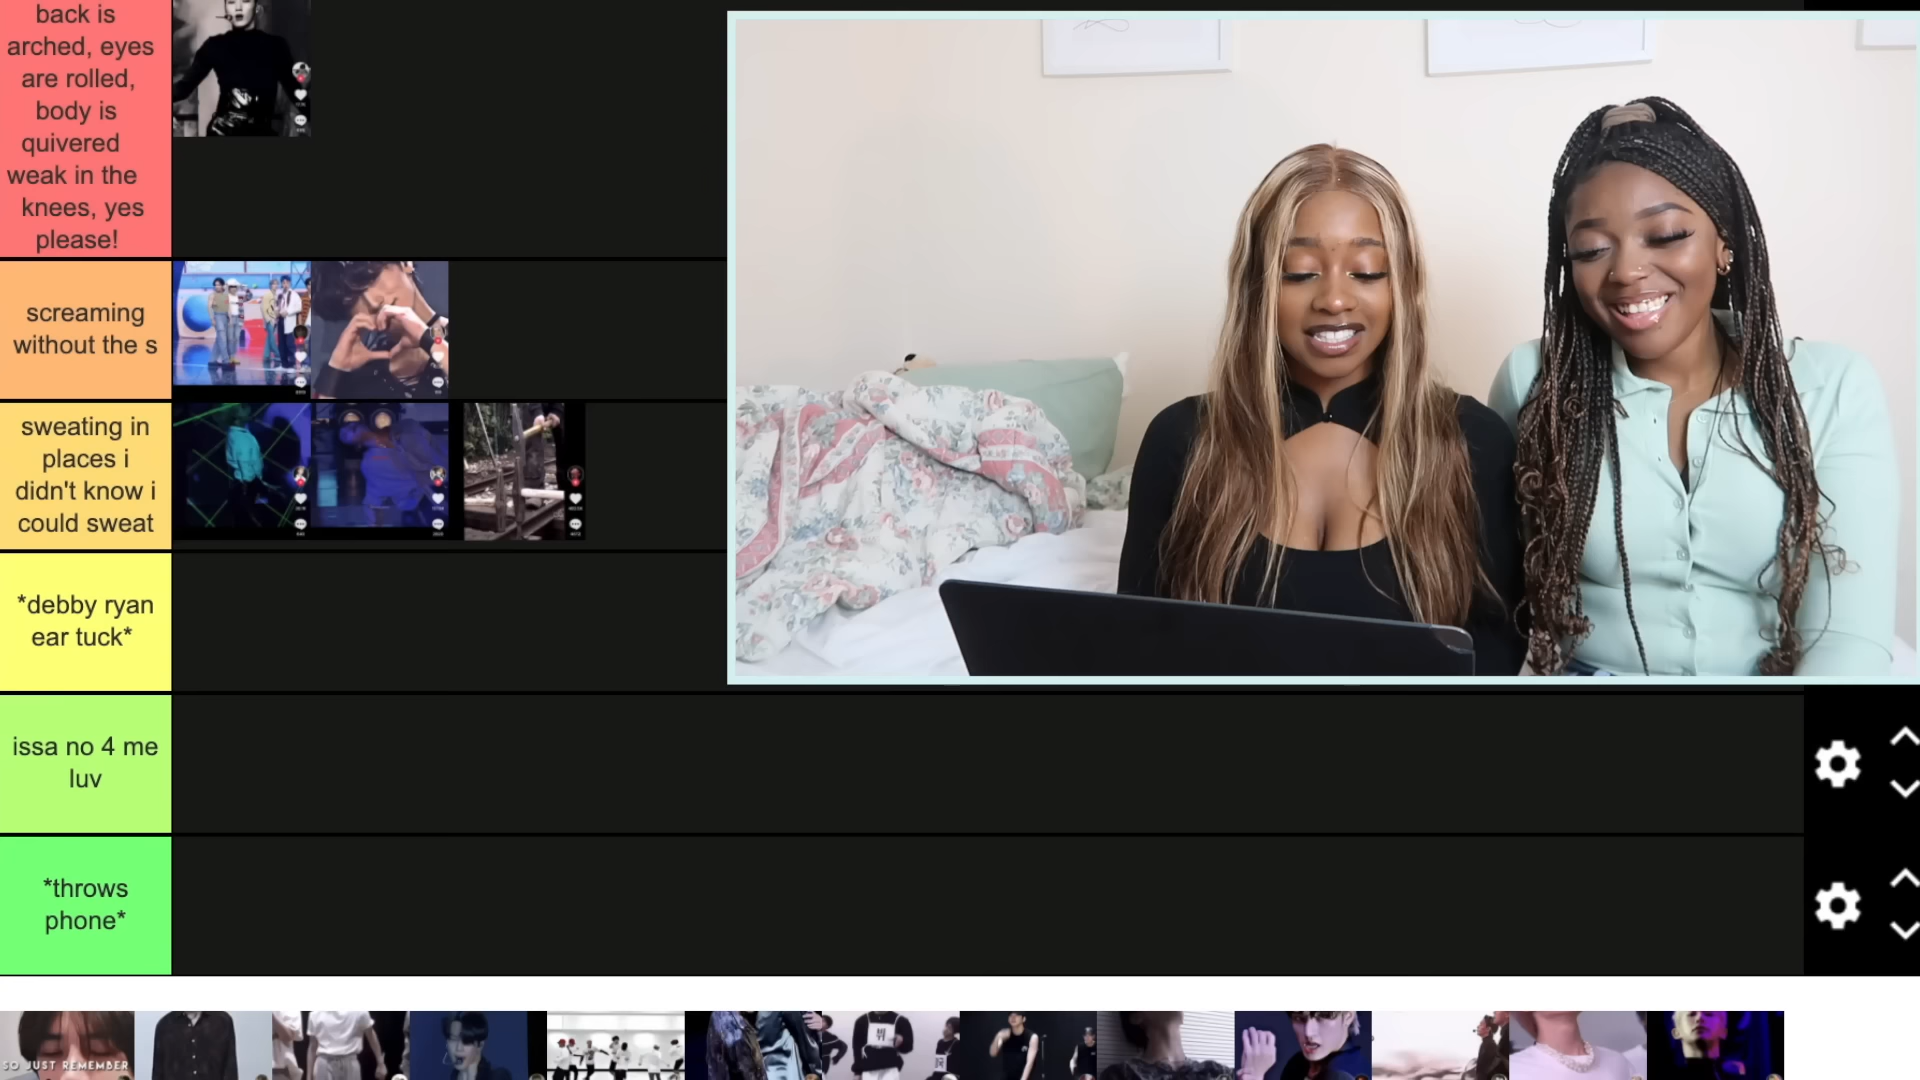 back is
arched, eyes
are rolled,
body is
quivered
weak in the
knees, yes
please!
screaming
without the s
sweating in
places i
didn't know i
could sweat
*debby ryan
ear tuck*
issa no 4 me
luv
*throws
phone*
SO JUST REMEMBER